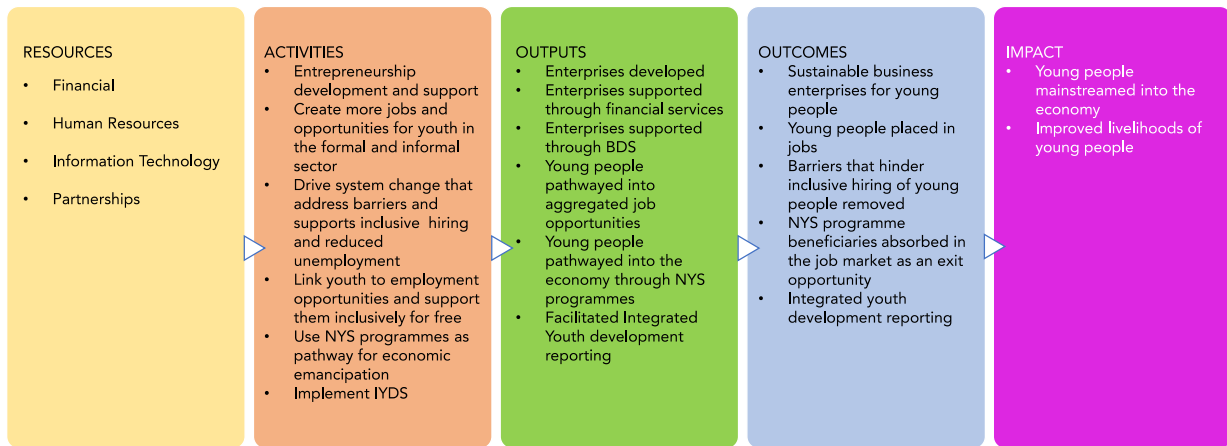 RESOURCES
• Financial
• Human Resources
• Information Technology
• Partnerships
ACTIVITIES
• Entrepreneurship
development and support
• Create more jobs and
opportunities for youth in
the formal and informal
sector
• Drive system change that
address barriers and
supports inclusive hiring
and reduced
unemployment
• Link youth to employment
opportunities and support
them inclusively for free
• Use NYS programmes as
pathway for economic
emancipation
• Implement IYDS
OUTPUTS
• Enterprises developed
• Enterprises supported
through financial services
• Enterprises supported
through BDS
• Young people
pathwayed into
aggregated job
opportunities
• Young people
pathwayed into the
economy through NYS
programmes
• Facilitated Integrated
Youth development
reporting
OUTCOMES
• Sustainable business
enterprises for young
people
• Young people placed in
jobs
• Barriers that hinder
inclusive hiring of young
people removed
• NYS programme
beneficiaries absorbed in
the job market as an exit
opportunity
• Integrated youth
development reporting
IMPACT
• Young people
mainstreamed into the
economy
• Improved livelihoods of
young people